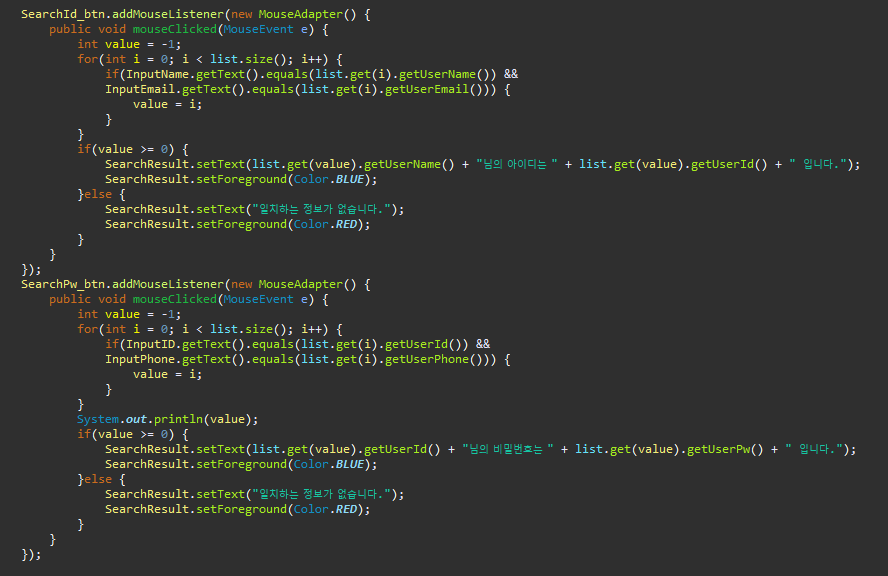 SearchId_btn.addMouseListener(new MouseAdapter() {
    public void mouseClicked(MouseEvent e) {
        int value = -1;
        for(int i = 0; i < list.size(); i++) {
            if(InputName.getText().equals(list.get(i).getUserName()) &&
            InputEmail.getText().equals(list.get(i).getUserEmail())) {
                value = i;
            }
        }
        if(value >= 0) {
            SearchResult.setText(list.get(value).getUserName() + "님의 아이디는 " + list.get(value).getUserId() + " 입니다.");
            SearchResult.setForeground(Color.BLUE);
        }else {
            SearchResult.setText("일치하는 정보가 없습니다.");
            SearchResult.setForeground(Color.RED);
        }
    }
});
SearchPw_btn.addMouseListener(new MouseAdapter() {
    public void mouseClicked(MouseEvent e) {
        int value = -1;
        for(int i = 0; i < list.size(); i++) {
            if(InputID.getText().equals(list.get(i).getUserId()) &&
            InputPhone.getText().equals(list.get(i).getUserPhone())) {
                value = i;
            }
        }
        System.out.println(value);
        if(value >= 0) {
            SearchResult.setText(list.get(value).getUserId() + "님의 비밀번호는 " + list.get(value).getUserPw() + " 입니다.");
            SearchResult.setForeground(Color.BLUE);
        }else {
            SearchResult.setText("일치하는 정보가 없습니다.");
            SearchResult.setForeground(Color.RED);
        }
    }
});